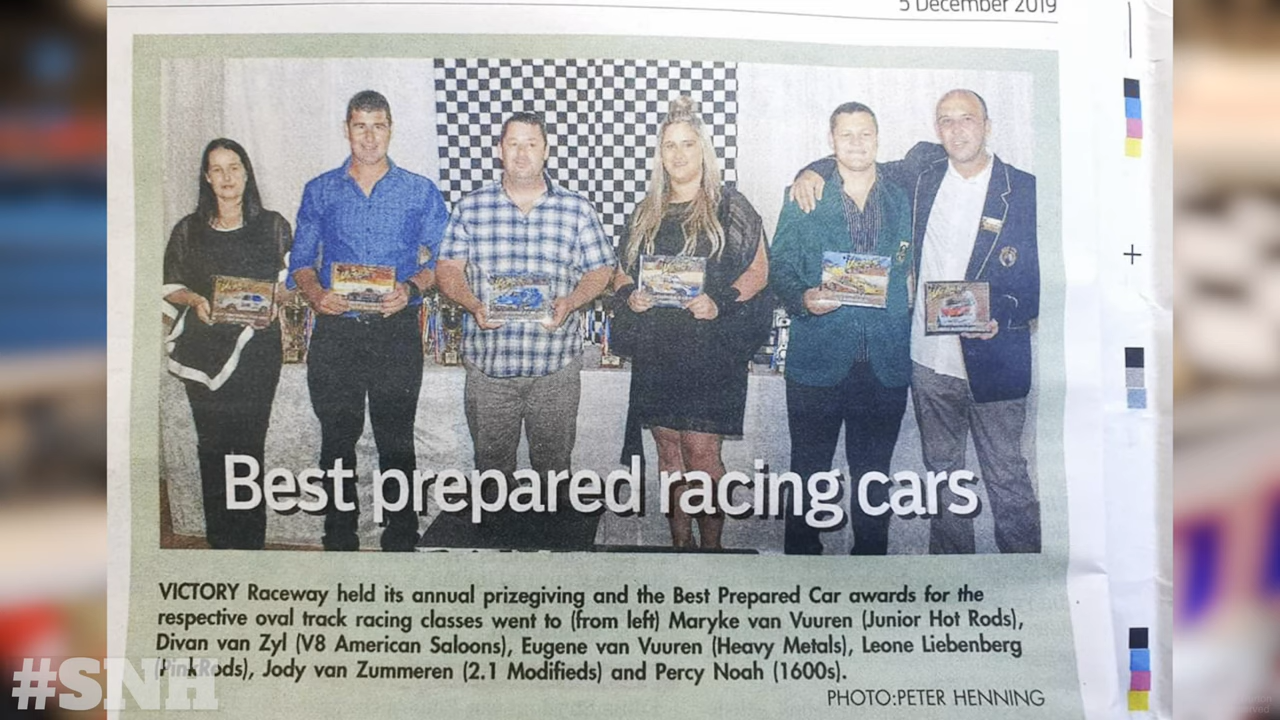 5 December 2019
Best prepared racing cars
VICTORY Raceway held its annual prizegiving and the Best Prepared Car awards for the
respective oval track racing classes went to (from left) Maryke van Vuuren (Junior Hot Rods),
Divan van Zyl (V8 American Saloons), Eugene van Vuuren (Heavy Metals), Leone Liebenberg
(PinkRods), Jody van Zummeren (2.1 Modifieds) and Percy Noah (1600s).
PHOTO:PETER HENNING
#SNH